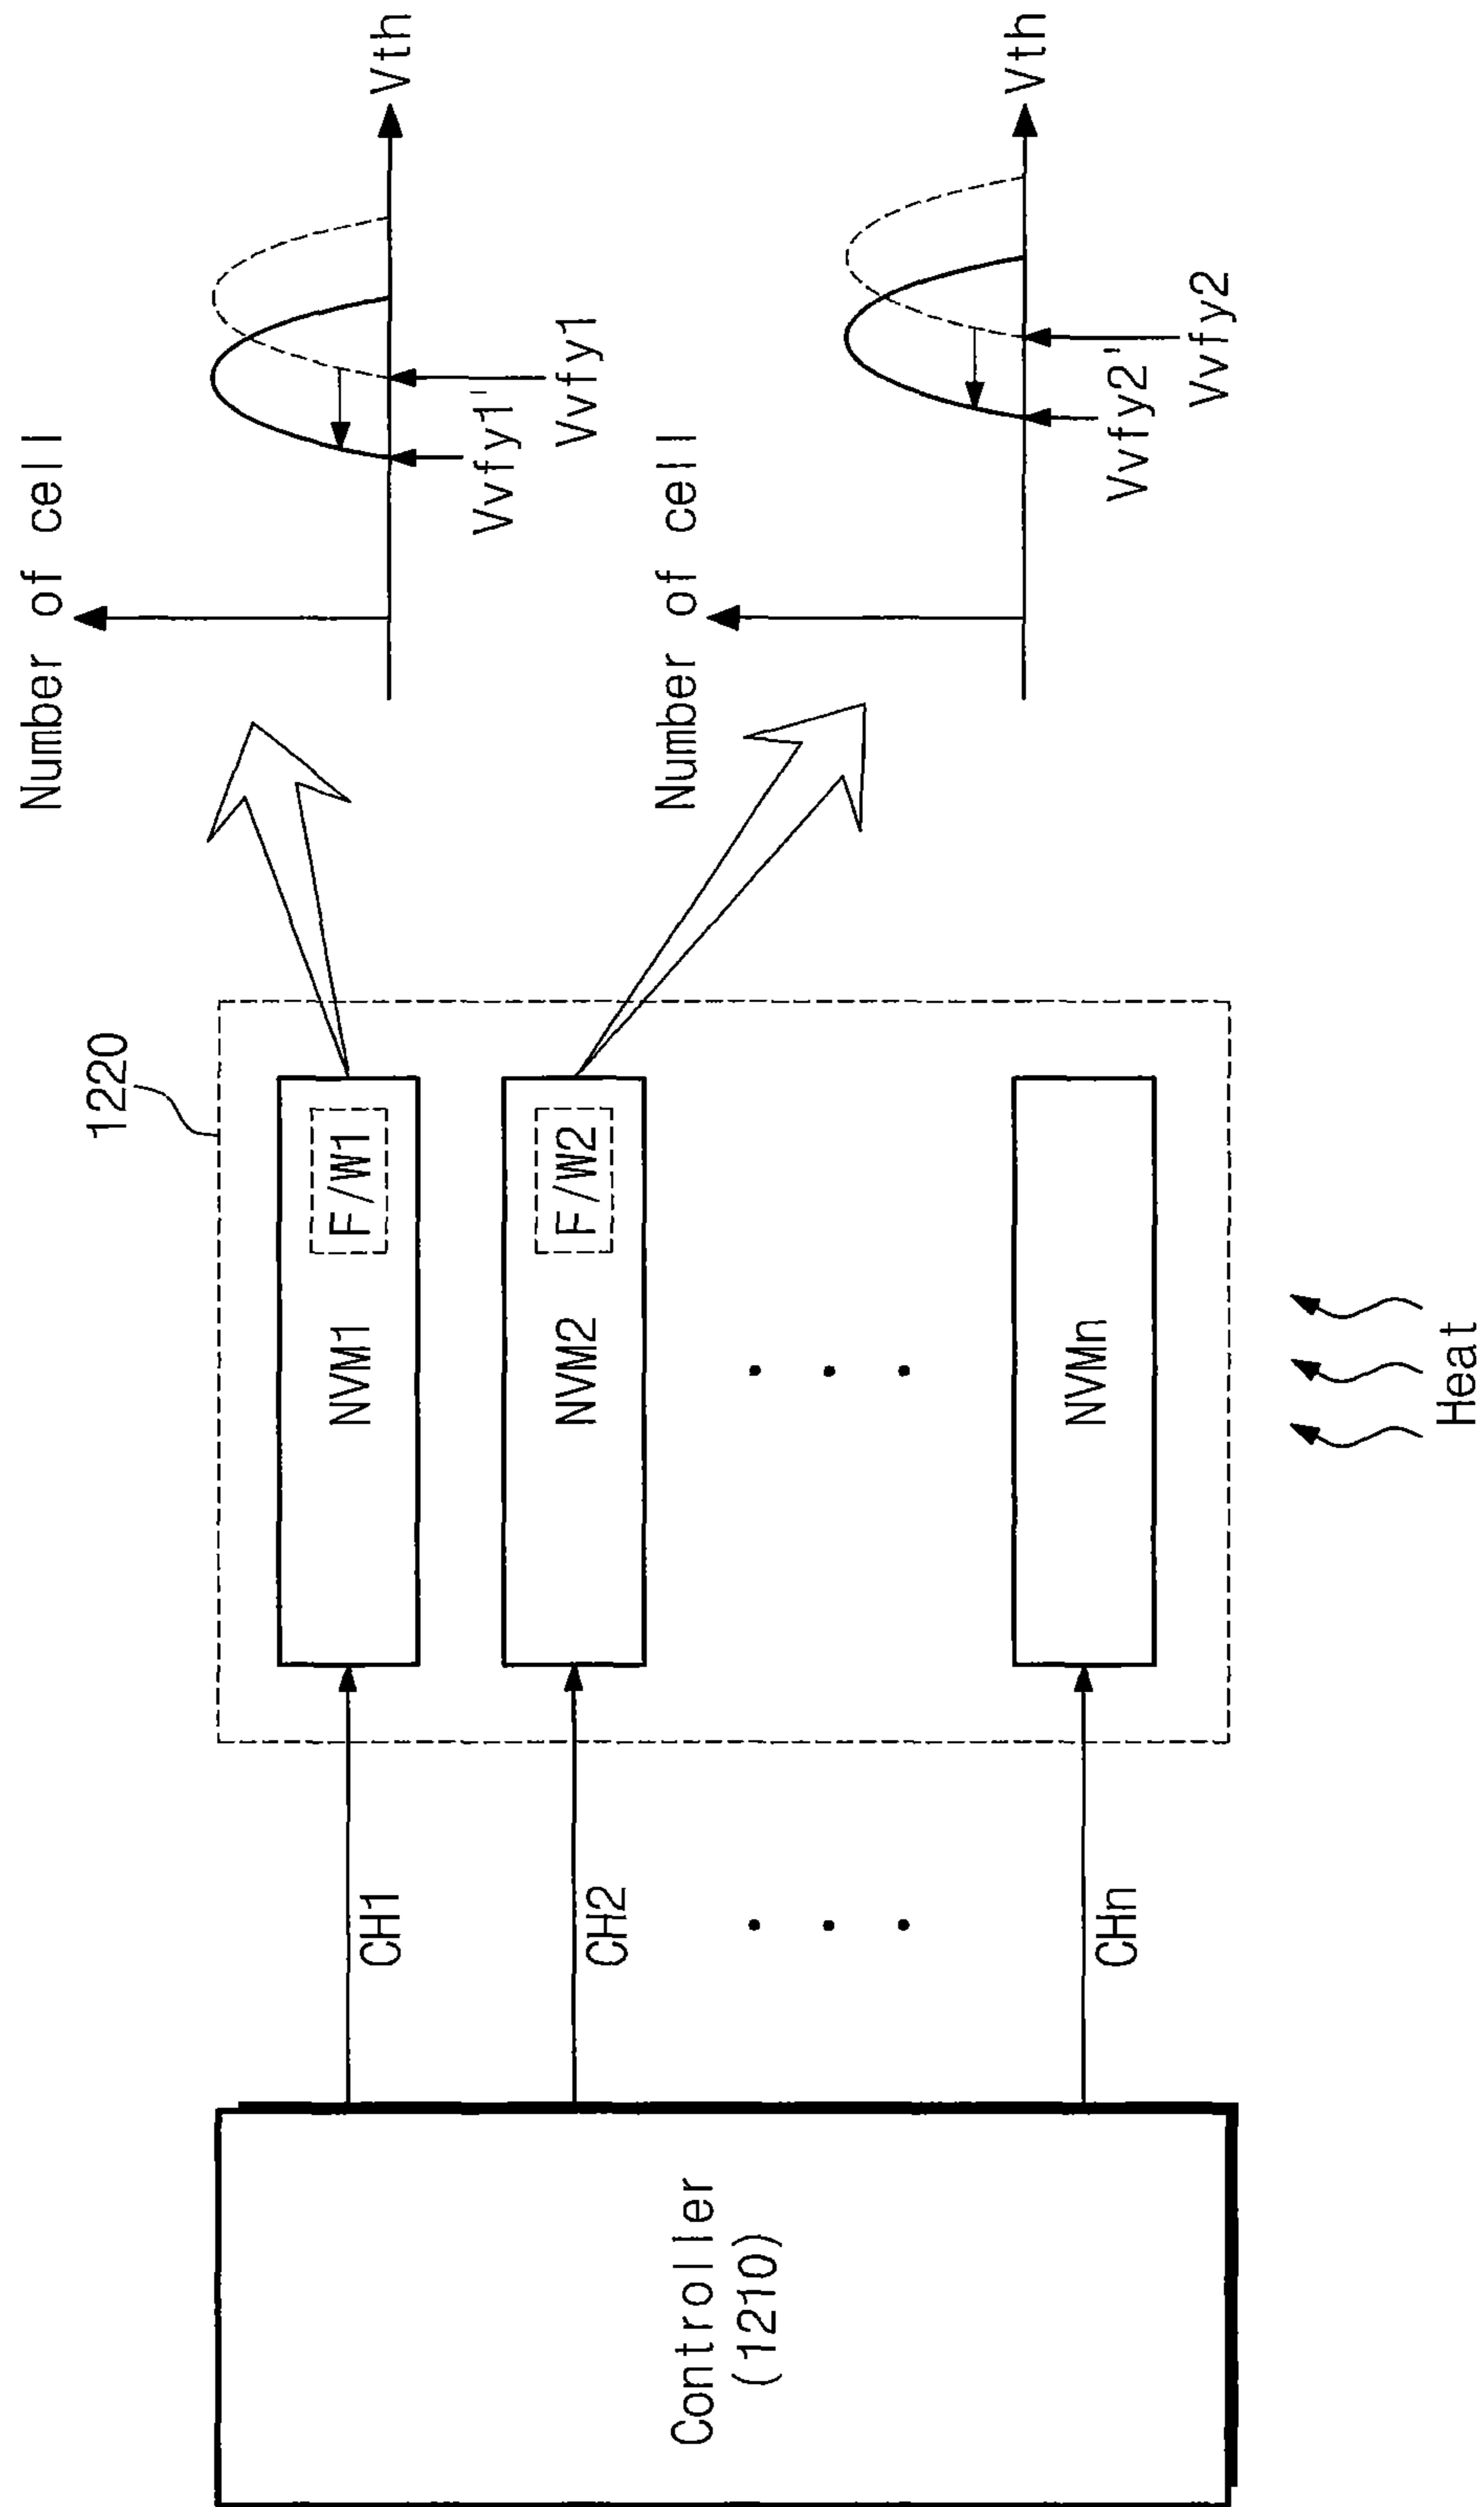 Controller
(1210)
CH1
CH2
CHn
1220
NVM1
F/W1
NVM2
F/W2
NVMn
Heat
Number of cell
Vth
Vvfy1'
Vvfy1
Number of cell
Vth
Vvfy2'
Vvfy2